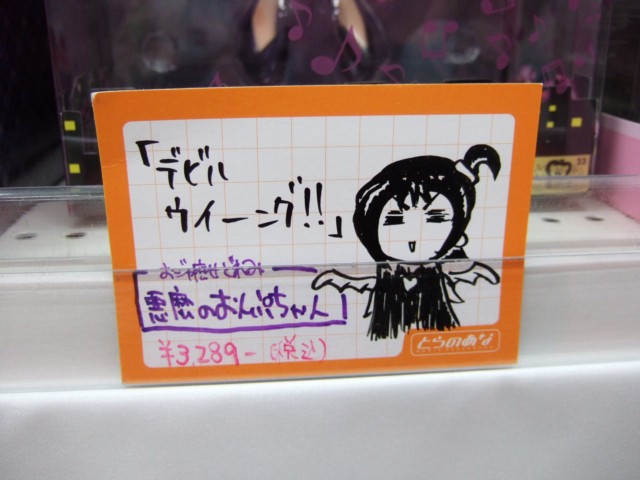 「デビル
ウイーング!!」
悪魔のおんぷちゃん
¥3,289-(税込)
とらのあな